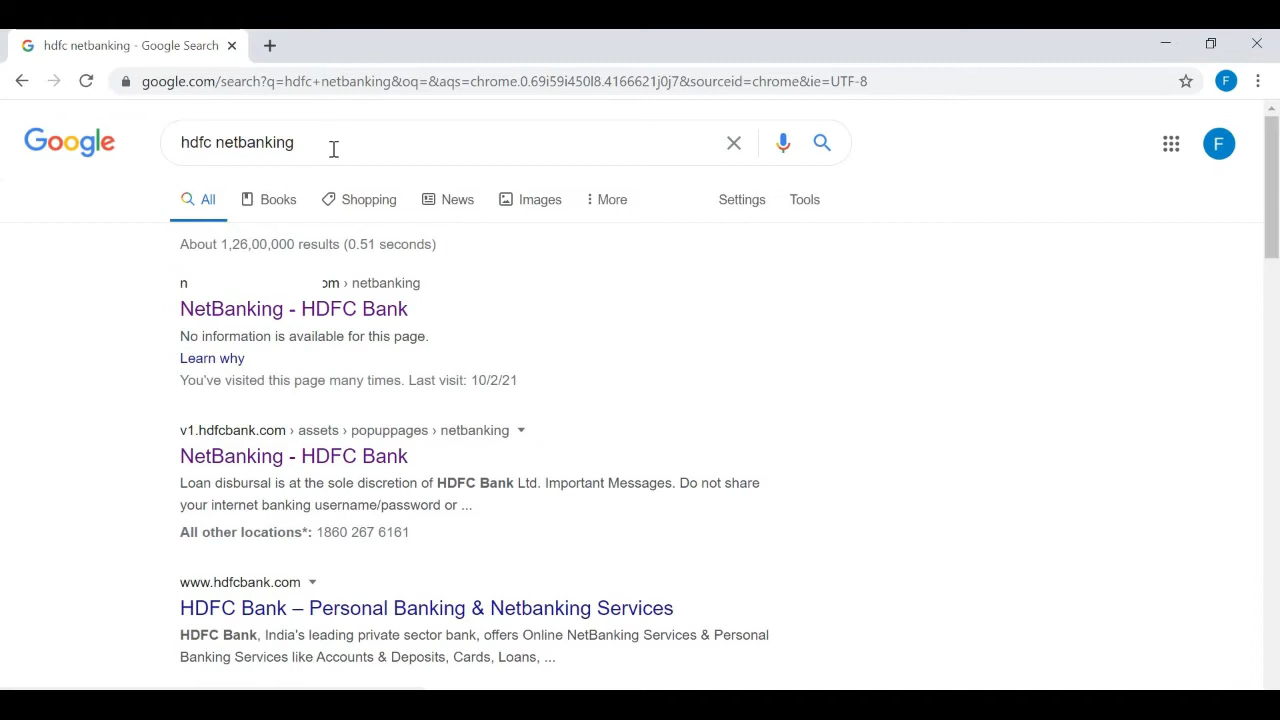 hdfc netbanking - Google Search
google.com/search?q=hdfc+netbanking&oq=&aqs=chrome.0.69i59i450l8.4166621j0j7&sourceid=chrome&ie=UTF-8
F
Google
hdfc netbanking
F
All Books Shopping News Images More Settings Tools
About 1,26,00,000 results (0.51 seconds)
n om › netbanking
NetBanking - HDFC Bank
No information is available for this page.
Learn why
You've visited this page many times. Last visit: 10/2/21
v1.hdfcbank.com › assets › popuppages › netbanking
NetBanking - HDFC Bank
Loan disbursal is at the sole discretion of HDFC Bank Ltd. Important Messages. Do not share
your internet banking username/password or ...
All other locations*: 1860 267 6161
www.hdfcbank.com
HDFC Bank – Personal Banking & Netbanking Services
HDFC Bank, India's leading private sector bank, offers Online NetBanking Services & Personal
Banking Services like Accounts & Deposits, Cards, Loans, ...